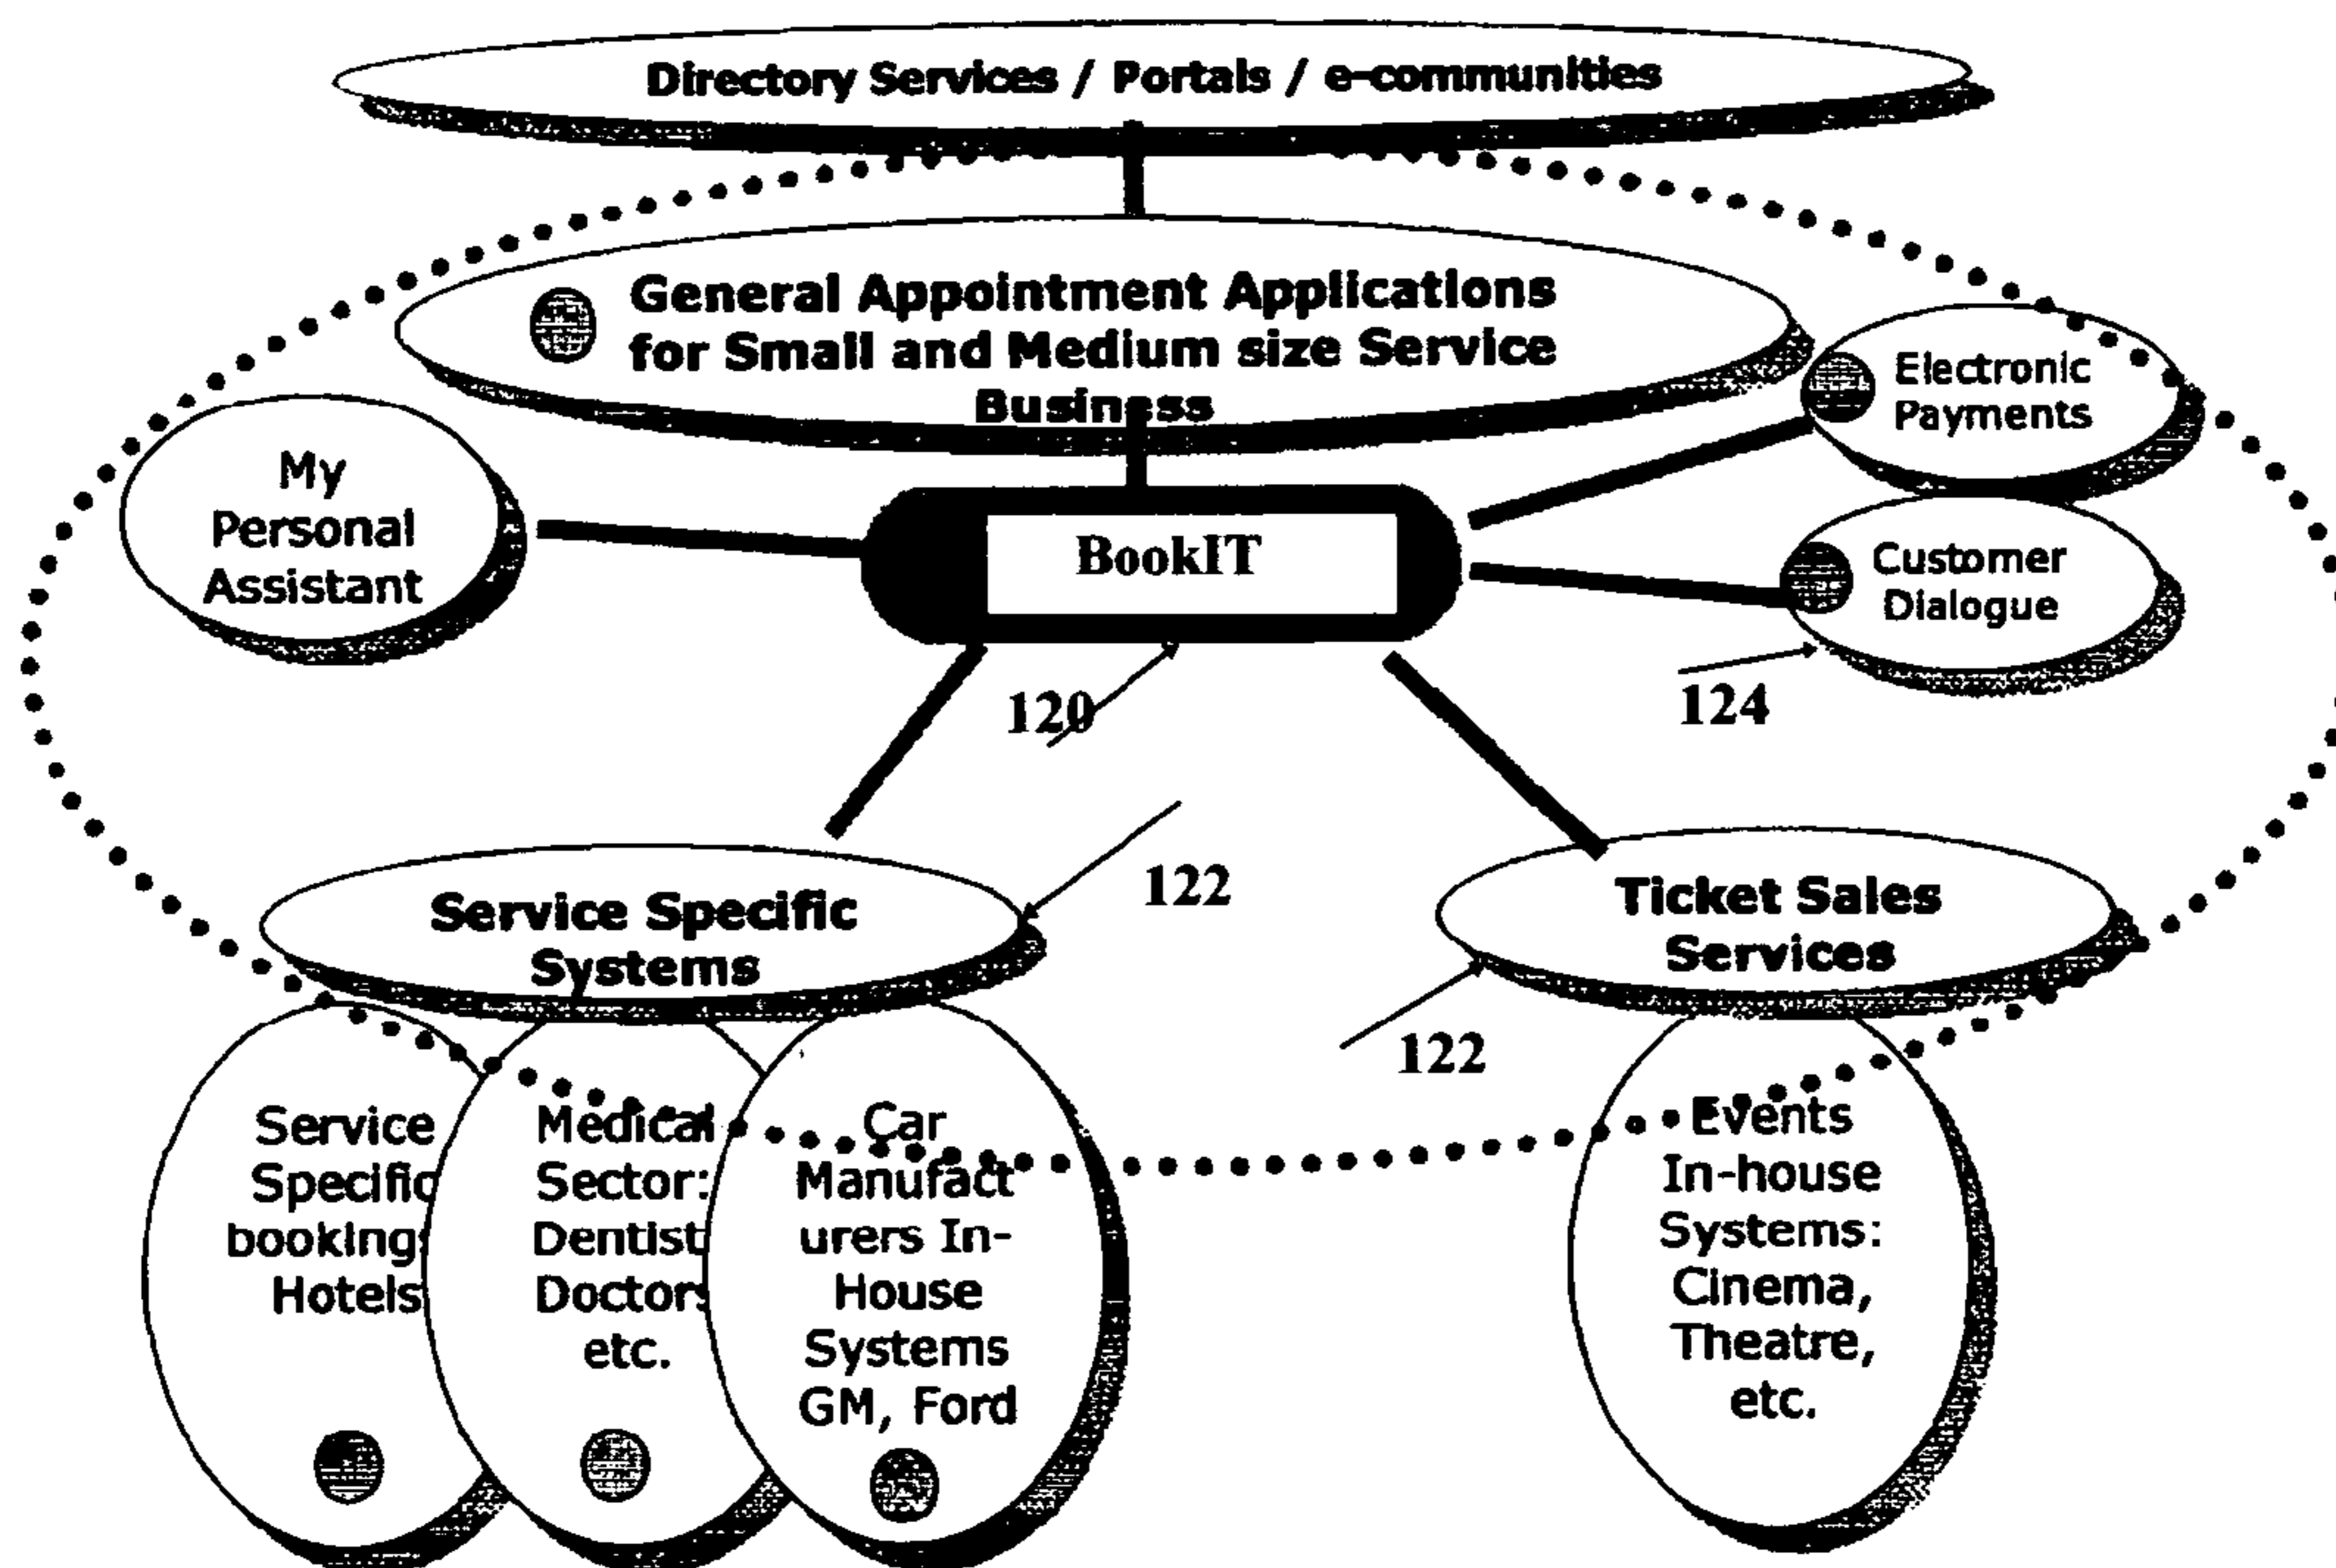 Directory Services / Portals / e-communities
General Appointment Applications
for Small and Medium size Service
Business
Electronic
Payments
My
Personal
Assistant
BookIT
Customer
Dialogue
120
124
122
Service Specific
Systems
Ticket Sales
Services
122
Service
Specific
booking
Hotels
Medical
Sector:
Dentist
Doctors
etc.
Car
Manufact
urers In-
House
Systems
GM, Ford
Events
In-house
Systems:
Cinema,
Theatre,
etc.